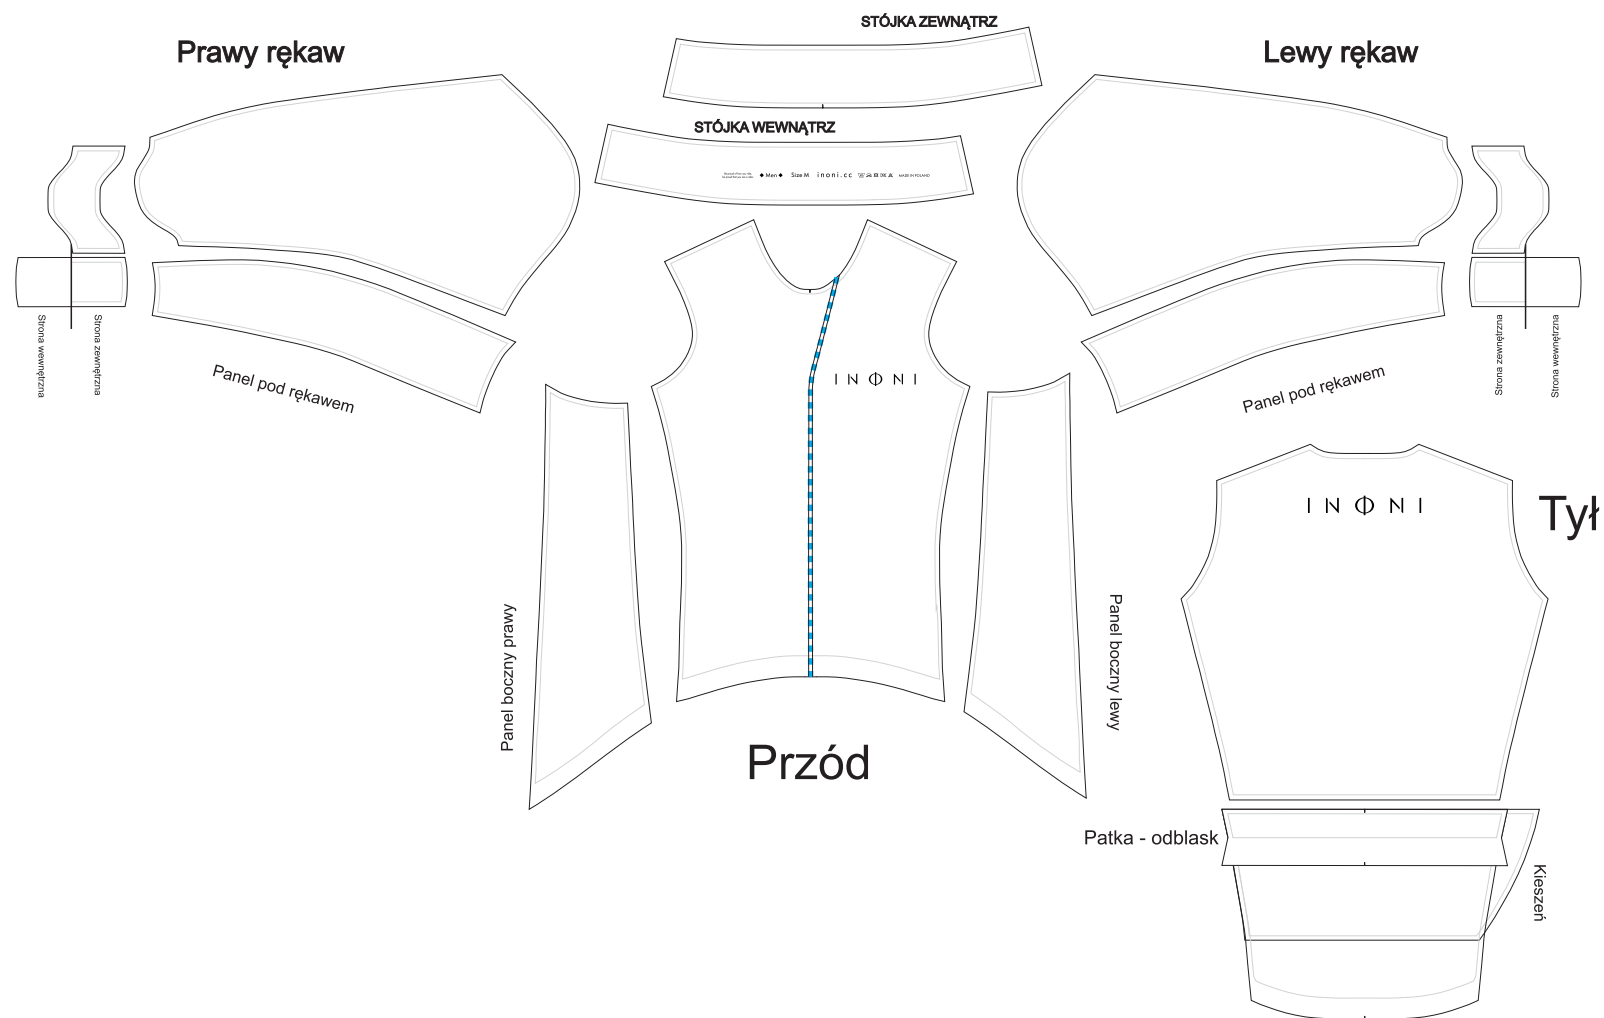 STÓJKA ZEWNĄTRZ
Prawy rękaw
Lewy rękaw
STÓJKA WEWNĄTRZ
◆ Men ◆ Size M inoni.cc MADE IN POLAND
Strona wewnętrzna
Strona zewnętrzna
Panel pod rękawem
INONI
Panel pod rękawem
Strona zewnętrzna
Strona wewnętrzna
INONI
Tył
Panel boczny prawy
Panel boczny lewy
Przód
Patka - odblask
Kieszeń